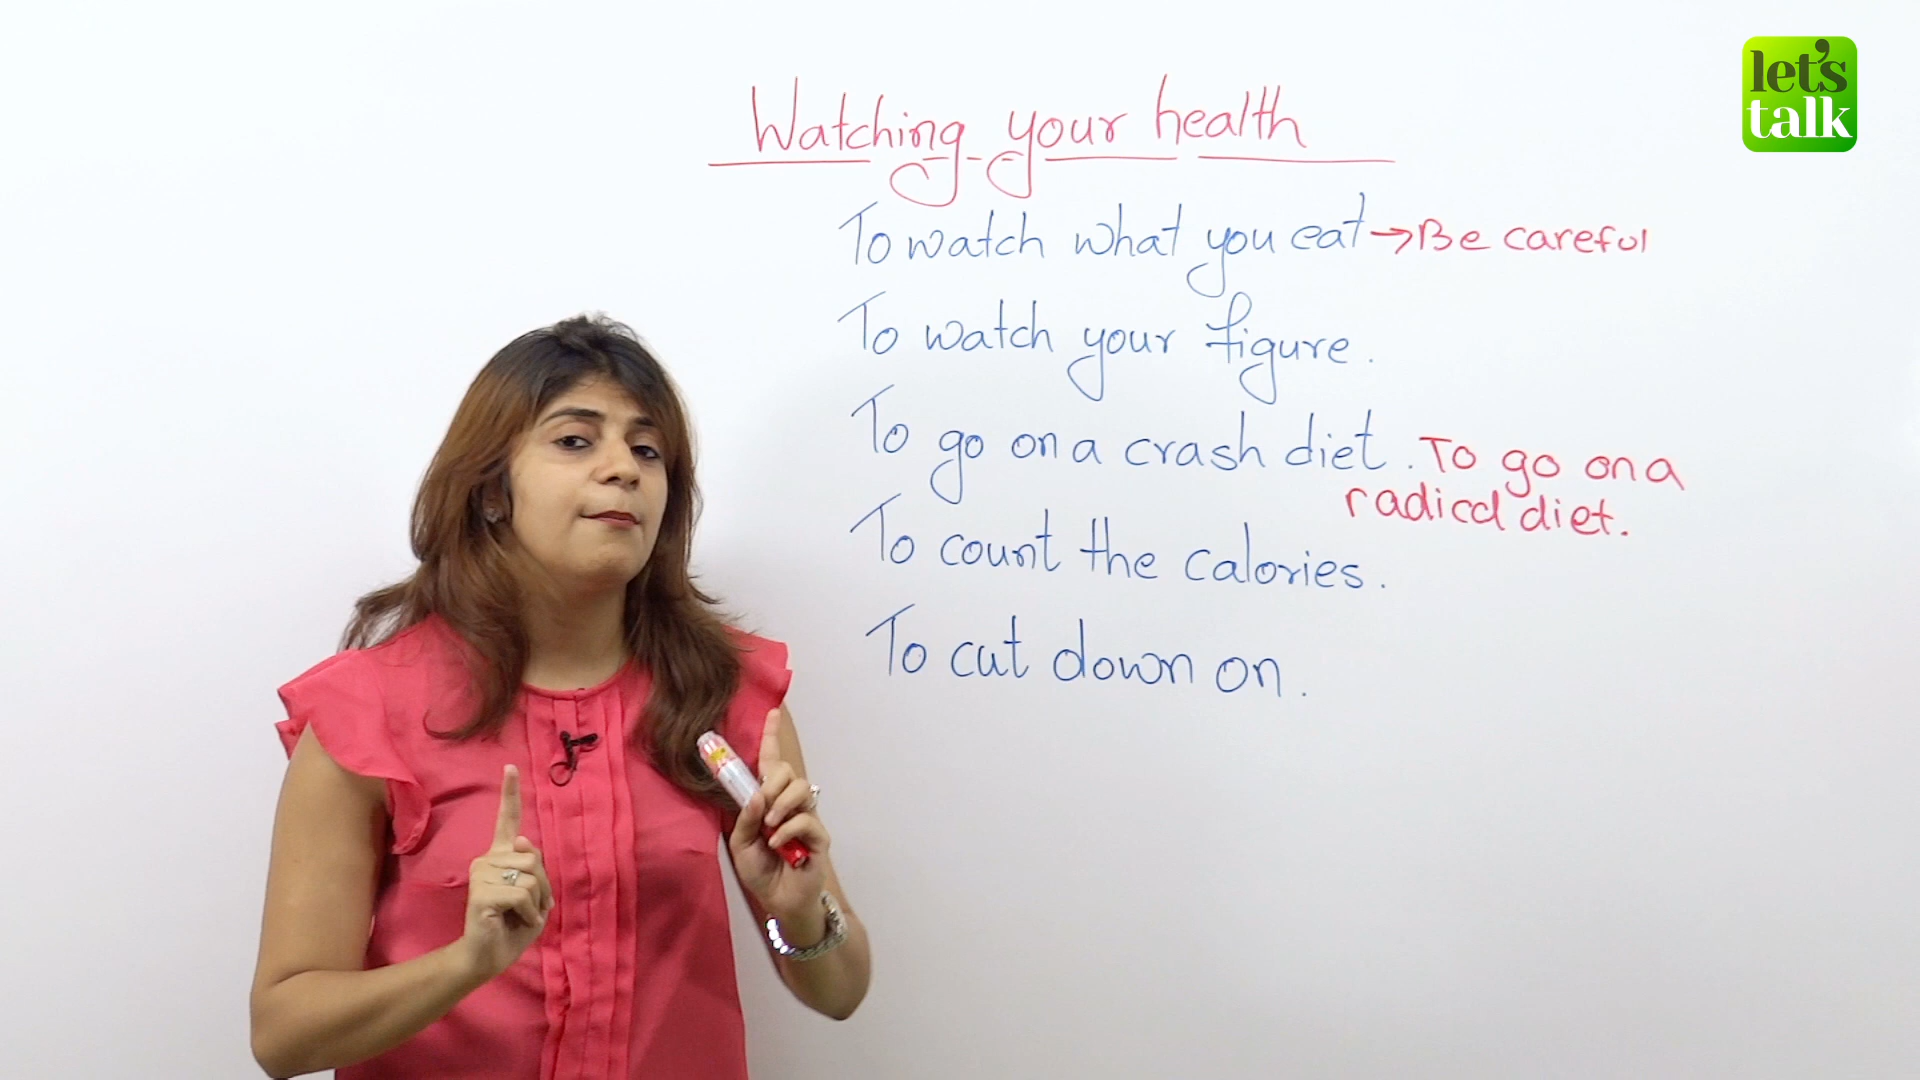 let's
talk
Watching your health
To watch what you eat → Be careful
To watch your figure.
To go on a crash diet. To go on a
radical diet.
To count the calories.
To cut down on.